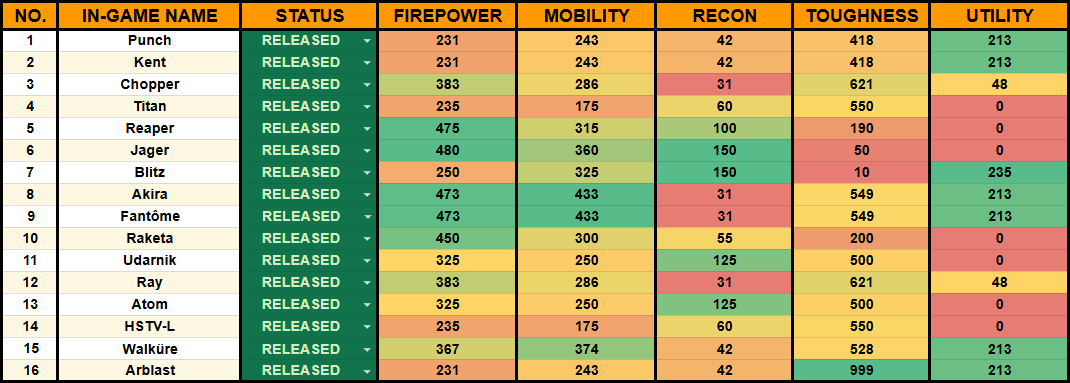 NO. IN-GAME NAME STATUS FIREPOWER MOBILITY RECON TOUGHNESS UTILITY
1 Punch RELEASED 231 243 42 418 213
2 Kent RELEASED 231 243 42 418 213
3 Chopper RELEASED 383 286 31 621 48
4 Titan RELEASED 235 175 60 550 0
5 Reaper RELEASED 475 315 100 190 0
6 Jager RELEASED 480 360 150 50 0
7 Blitz RELEASED 250 325 150 10 235
8 Akira RELEASED 473 433 31 549 213
9 Fantôme RELEASED 473 433 31 549 213
10 Raketa RELEASED 450 300 55 200 0
11 Udarnik RELEASED 325 250 125 500 0
12 Ray RELEASED 383 286 31 621 48
13 Atom RELEASED 325 250 125 500 0
14 HSTV-L RELEASED 235 175 60 550 0
15 Walküre RELEASED 367 374 42 528 213
16 Arblast RELEASED 231 243 42 999 213